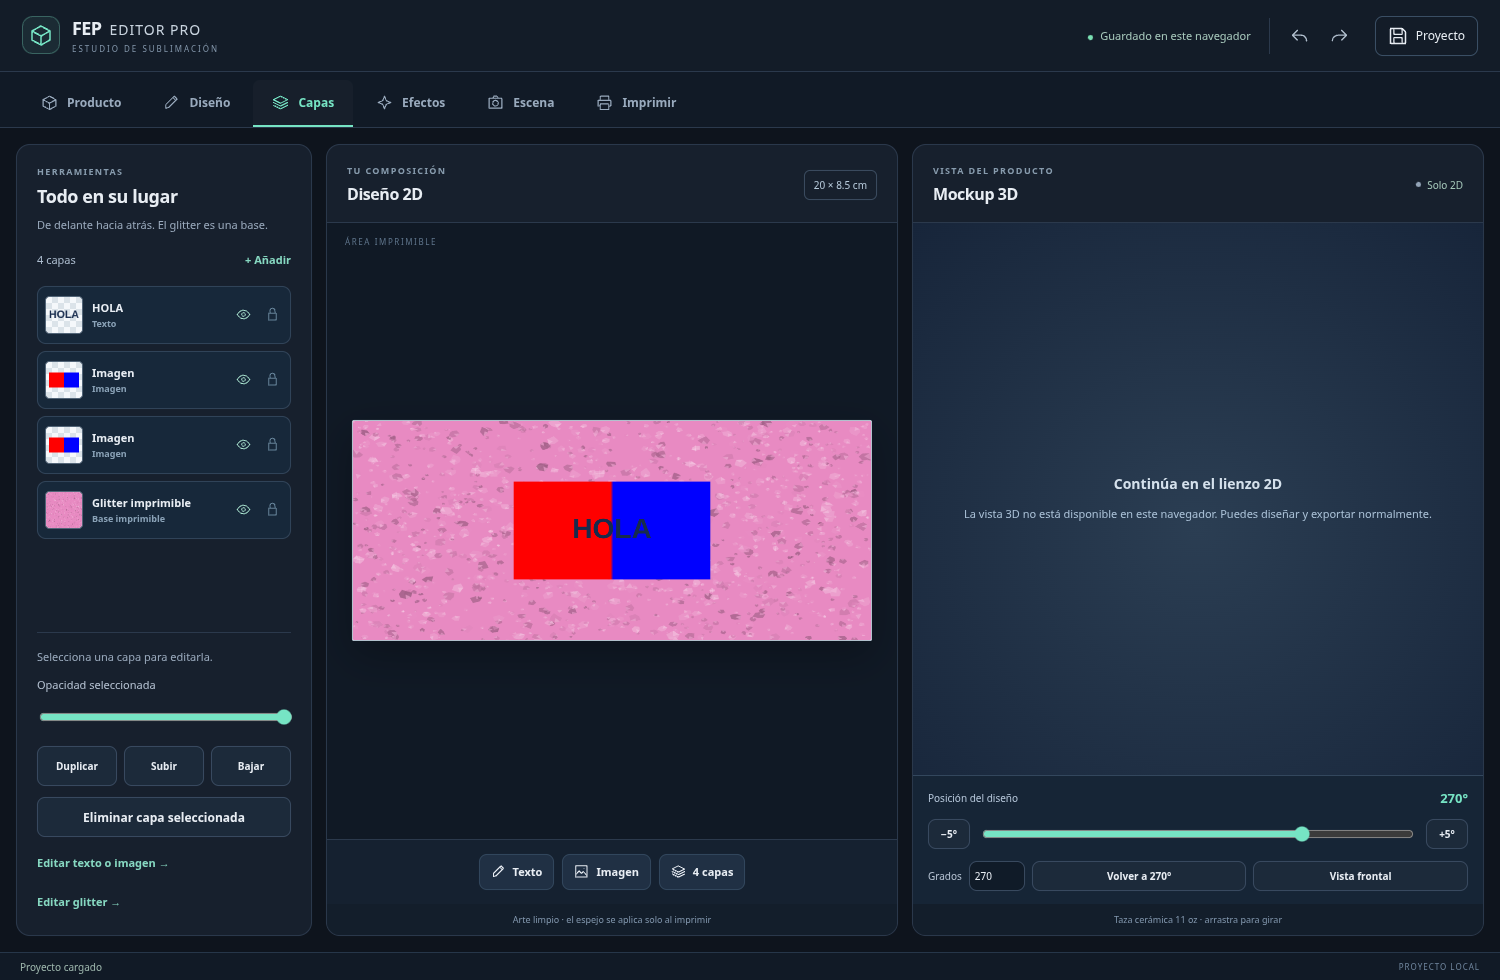 FEP EDITOR PRO
ESTUDIO DE SUBLIMACIÓN
Guardado en este navegador
Proyecto
Producto
Diseño
Capas
Efectos
Escena
Imprimir
HERRAMIENTAS
Todo en su lugar
De delante hacia atrás. El glitter es una base.
4 capas
+ Añadir
HOLA
HOLA
Texto
Imagen
Imagen
Imagen
Imagen
Glitter imprimible
Base imprimible
Selecciona una capa para editarla.
Opacidad seleccionada
Duplicar
Subir
Bajar
Eliminar capa seleccionada
Editar texto o imagen →
Editar glitter →
TU COMPOSICIÓN
Diseño 2D
20 × 8.5 cm
ÁREA IMPRIMIBLE
HOLA
Texto
Imagen
4 capas
Arte limpio · el espejo se aplica solo al imprimir
VISTA DEL PRODUCTO
Mockup 3D
Solo 2D
Continúa en el lienzo 2D
La vista 3D no está disponible en este navegador. Puedes diseñar y exportar normalmente.
Posición del diseño
270°
−5°
+5°
Grados
270
Volver a 270°
Vista frontal
Taza cerámica 11 oz · arrastra para girar
Proyecto cargado
PROYECTO LOCAL